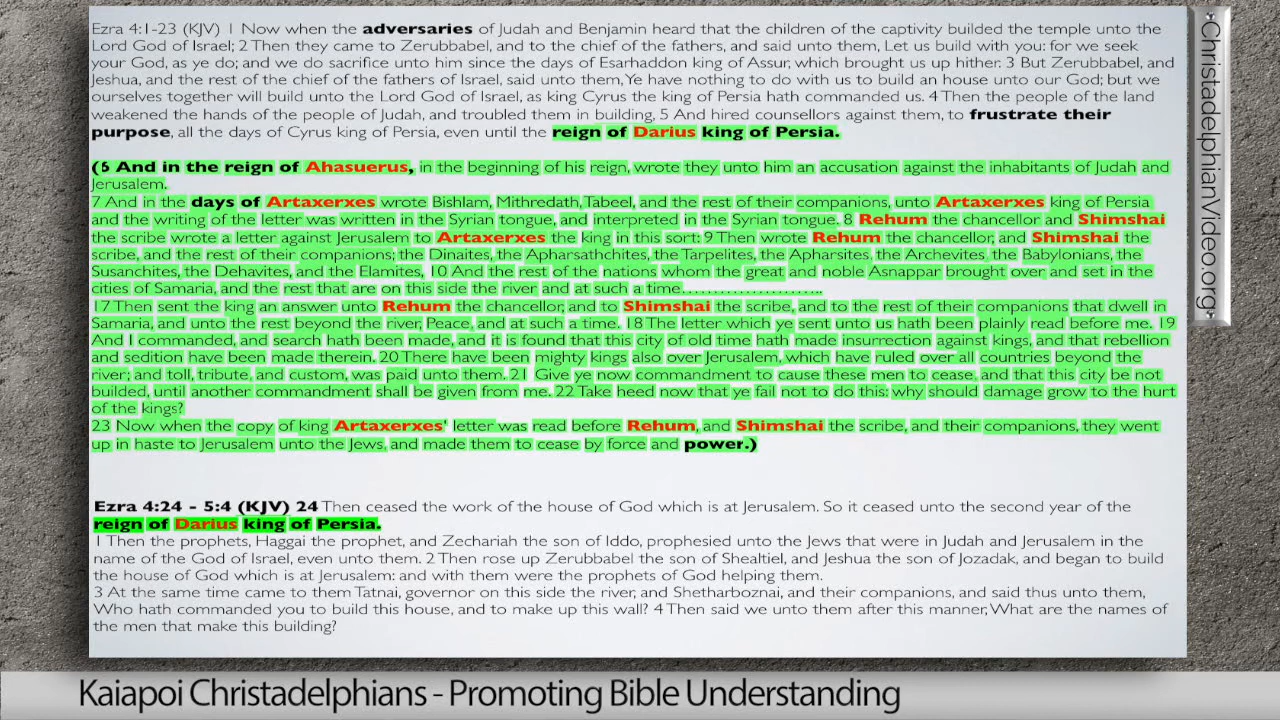 Ezra 4:1-23 (KJV) 1 Now when the adversaries of Judah and Benjamin heard that the children of the captivity builded the temple unto the
Lord God of Israel; 2 Then they came to Zerubbabel, and to the chief of the fathers, and said unto them, Let us build with you: for we seek
your God, as ye do; and we do sacrifice unto him since the days of Esarhaddon king of Assur, which brought us up hither. 3 But Zerubbabel, and
Jeshua, and the rest of the chief of the fathers of Israel, said unto them, Ye have nothing to do with us to build an house unto our God; but we
ourselves together will build unto the Lord God of Israel, as king Cyrus the king of Persia hath commanded us. 4 Then the people of the land
weakened the hands of the people of Judah, and troubled them in building, 5 And hired counsellors against them, to frustrate their
purpose, all the days of Cyrus king of Persia, even until the reign of Darius king of Persia.
(6 And in the reign of Ahasuerus, in the beginning of his reign, wrote they unto him an accusation against the inhabitants of Judah and
Jerusalem.
7 And in the days of Artaxerxes wrote Bishlam, Mithredath, Tabeel, and the rest of their companions, unto Artaxerxes king of Persia
and the writing of the letter was written in the Syrian tongue, and interpreted in the Syrian tongue. 8 Rehum the chancellor and Shimshai
the scribe wrote a letter against Jerusalem to Artaxerxes the king in this sort: 9 Then wrote Rehum the chancellor, and Shimshai the
scribe, and the rest of their companions; the Dinaites, the Apharsathchites, the Tarpelites, the Apharsites, the Archevites, the Babylonians, the
Susanchites, the Dehavites, and the Elamites, 10 And the rest of the nations whom the great and noble Asnappar brought over and set in the
cities of Samaria, and the rest that are on this side the river and at such a time……………………..
17 Then sent the king an answer unto Rehum the chancellor, and to Shimshai the scribe, and to the rest of their companions that dwell in
Samaria, and unto the rest beyond the river, Peace, and at such a time. 18 The letter which ye sent unto us hath been plainly read before me. 19
And I commanded, and search hath been made, and it is found that this city of old time hath made insurrection against kings, and that rebellion
and sedition have been made therein. 20 There have been mighty kings also over Jerusalem, which have ruled over all countries beyond the
river; and toll, tribute, and custom, was paid unto them. 21 Give ye now commandment to cause these men to cease, and that this city be not
builded, until another commandment shall be given from me. 22 Take heed now that ye fail not to do this: why should damage grow to the hurt
of the kings?
23 Now when the copy of king Artaxerxes' letter was read before Rehum, and Shimshai the scribe, and their companions, they went
up in haste to Jerusalem unto the Jews, and made them to cease by force and power.)
Ezra 4:24 - 5:4 (KJV) 24 Then ceased the work of the house of God which is at Jerusalem. So it ceased unto the second year of the
reign of Darius king of Persia.
1 Then the prophets, Haggai the prophet, and Zechariah the son of Iddo, prophesied unto the Jews that were in Judah and Jerusalem in the
name of the God of Israel, even unto them. 2 Then rose up Zerubbabel the son of Shealtiel, and Jeshua the son of Jozadak, and began to build
the house of God which is at Jerusalem: and with them were the prophets of God helping them.
3 At the same time came to them Tatnai, governor on this side the river, and Shetharboznai, and their companions, and said thus unto them,
Who hath commanded you to build this house, and to make up this wall? 4 Then said we unto them after this manner, What are the names of
the men that make this building?
ChristadelphianVideo.org
Kaiapoi Christadelphians - Promoting Bible Understanding